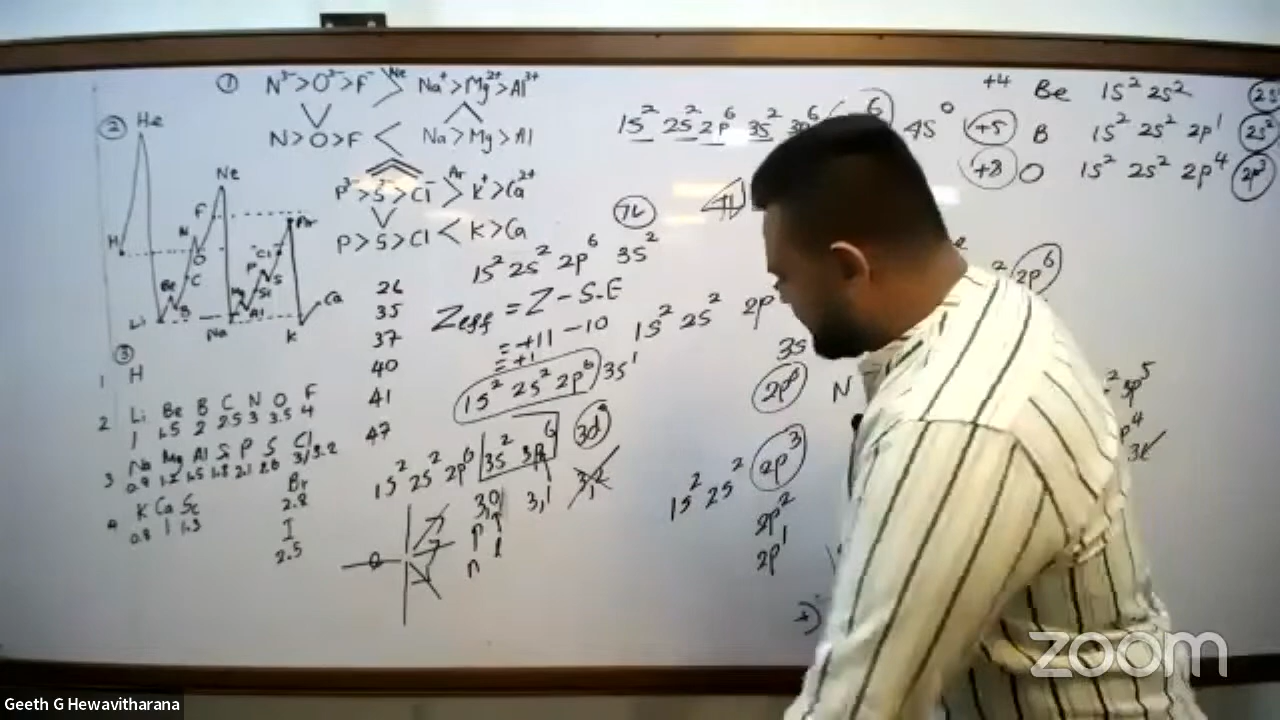 ① N³⁻ > O²⁻ > F⁻ > Ne Na⁺ > Mg²⁺ > Al³⁺
N > O > F < Na > Mg > Al
P³⁻ > S²⁻ > Cl⁻ > Ar K⁺ > Ca²⁺
P > S > Cl < K > Ca
② He
Ne
F
H
N
O
C
Be
B
Li
Na
Mg
Al
Si
P
S
Cl
Ar
K
Ca
③
1 H
2 Li Be B C N O F
1 1.5 2 2.5 3 3.5 4
3 Na Mg Al Si P S Cl
0.9 1.2 1.5 1.8 2.1
4 K Ca Sc Br
0.8 1 1.3 2.8
I
2.5
26
35
37
40
41
47
1s² 2s² 2p⁶ 3s²
Zeff = Z - S.E
= +11 - 10
= +1
1s² 2s² 2p⁶ 3s¹
1s² 2s² 2p⁶ 3s² 3p⁶ 3d
3,0 3,1 3,2
n l
1s² 2s² 2p⁶ 3s²
4s⁰
1s² 2s² 2p
3s
2p⁶ N
1s² 2s² 2p³
2p²
2p¹
+4 Be 1s² 2s²
+5 B 1s² 2s² 2p¹ 2s²
+8 O 1s² 2s² 2p⁴ 2p³
2p⁶
3p⁵
p⁴
zoom
Geeth G Hewavitharana